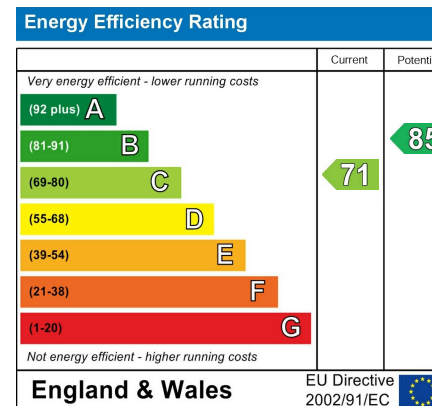 Energy Efficiency Rating
Current Potenti
Very energy efficient - lower running costs
(92 plus) A
(81-91) B
(69-80) C
(55-68) D
(39-54) E
(21-38) F
(1-20) G
71
85
Not energy efficient - higher running costs
England & Wales
EU Directive
2002/91/EC